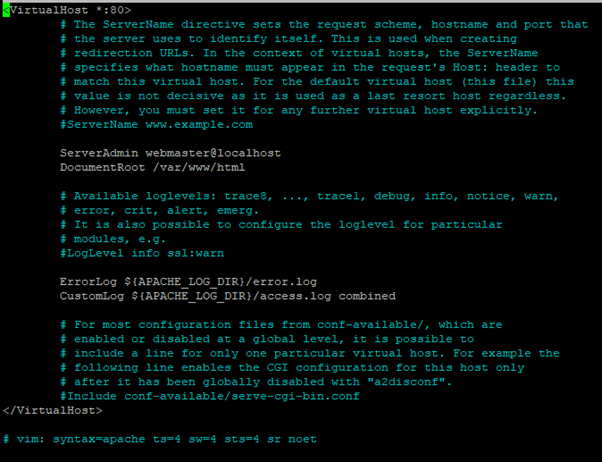 <VirtualHost *:80>
# The ServerName directive sets the request scheme, hostname and port that
# the server uses to identify itself. This is used when creating
# redirection URLs. In the context of virtual hosts, the ServerName
# specifies what hostname must appear in the request's Host: header to
# match this virtual host. For the default virtual host (this file) this
# value is not decisive as it is used as a last resort host regardless.
# However, you must set it for any further virtual host explicitly.
#ServerName www.example.com
ServerAdmin webmaster@localhost
DocumentRoot /var/www/html
# Available loglevels: trace8, ..., trace1, debug, info, notice, warn,
# error, crit, alert, emerg.
# It is also possible to configure the loglevel for particular
# modules, e.g.
#LogLevel info ssl:warn
ErrorLog ${APACHE_LOG_DIR}/error.log
CustomLog ${APACHE_LOG_DIR}/access.log combined
# For most configuration files from conf-available/, which are
# enabled or disabled at a global level, it is possible to
# include a line for only one particular virtual host. For example the
# following line enables the CGI configuration for this host only
# after it has been globally disabled with "a2disconf".
#Include conf-available/serve-cgi-bin.conf
</VirtualHost>
# vim: syntax=apache ts=4 sw=4 sts=4 sr noet